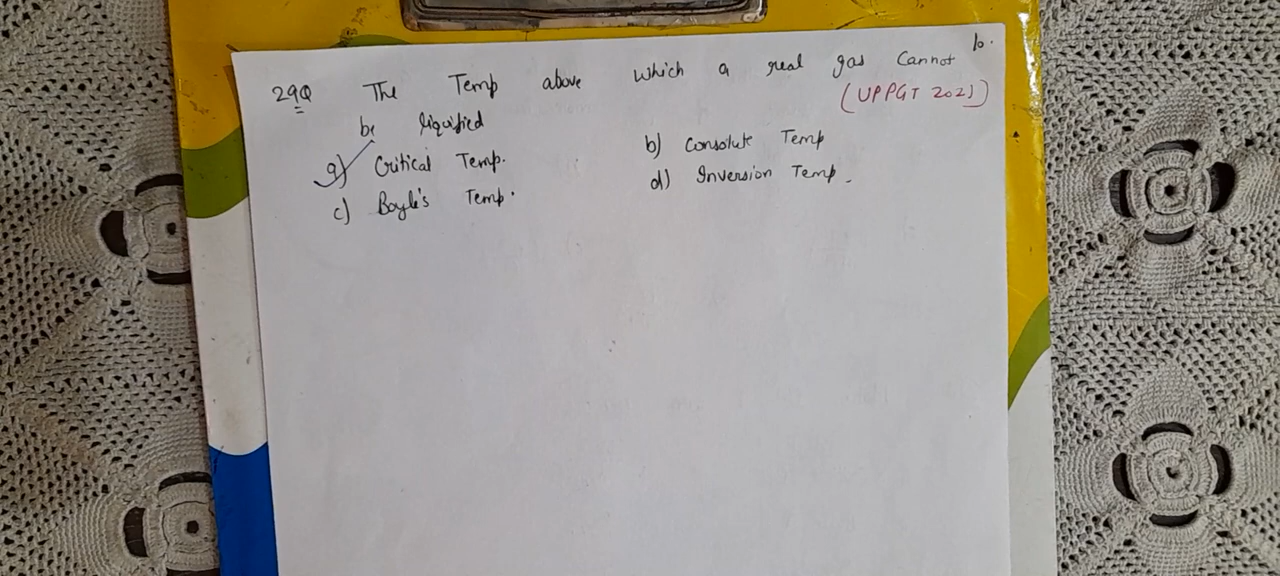 10.
29Q The Temp above which a real gas cannot
be liquified (UPPGT 2021)
a) Critical Temp. b) Consolute Temp
c) Boyle's Temp. d) Inversion Temp.